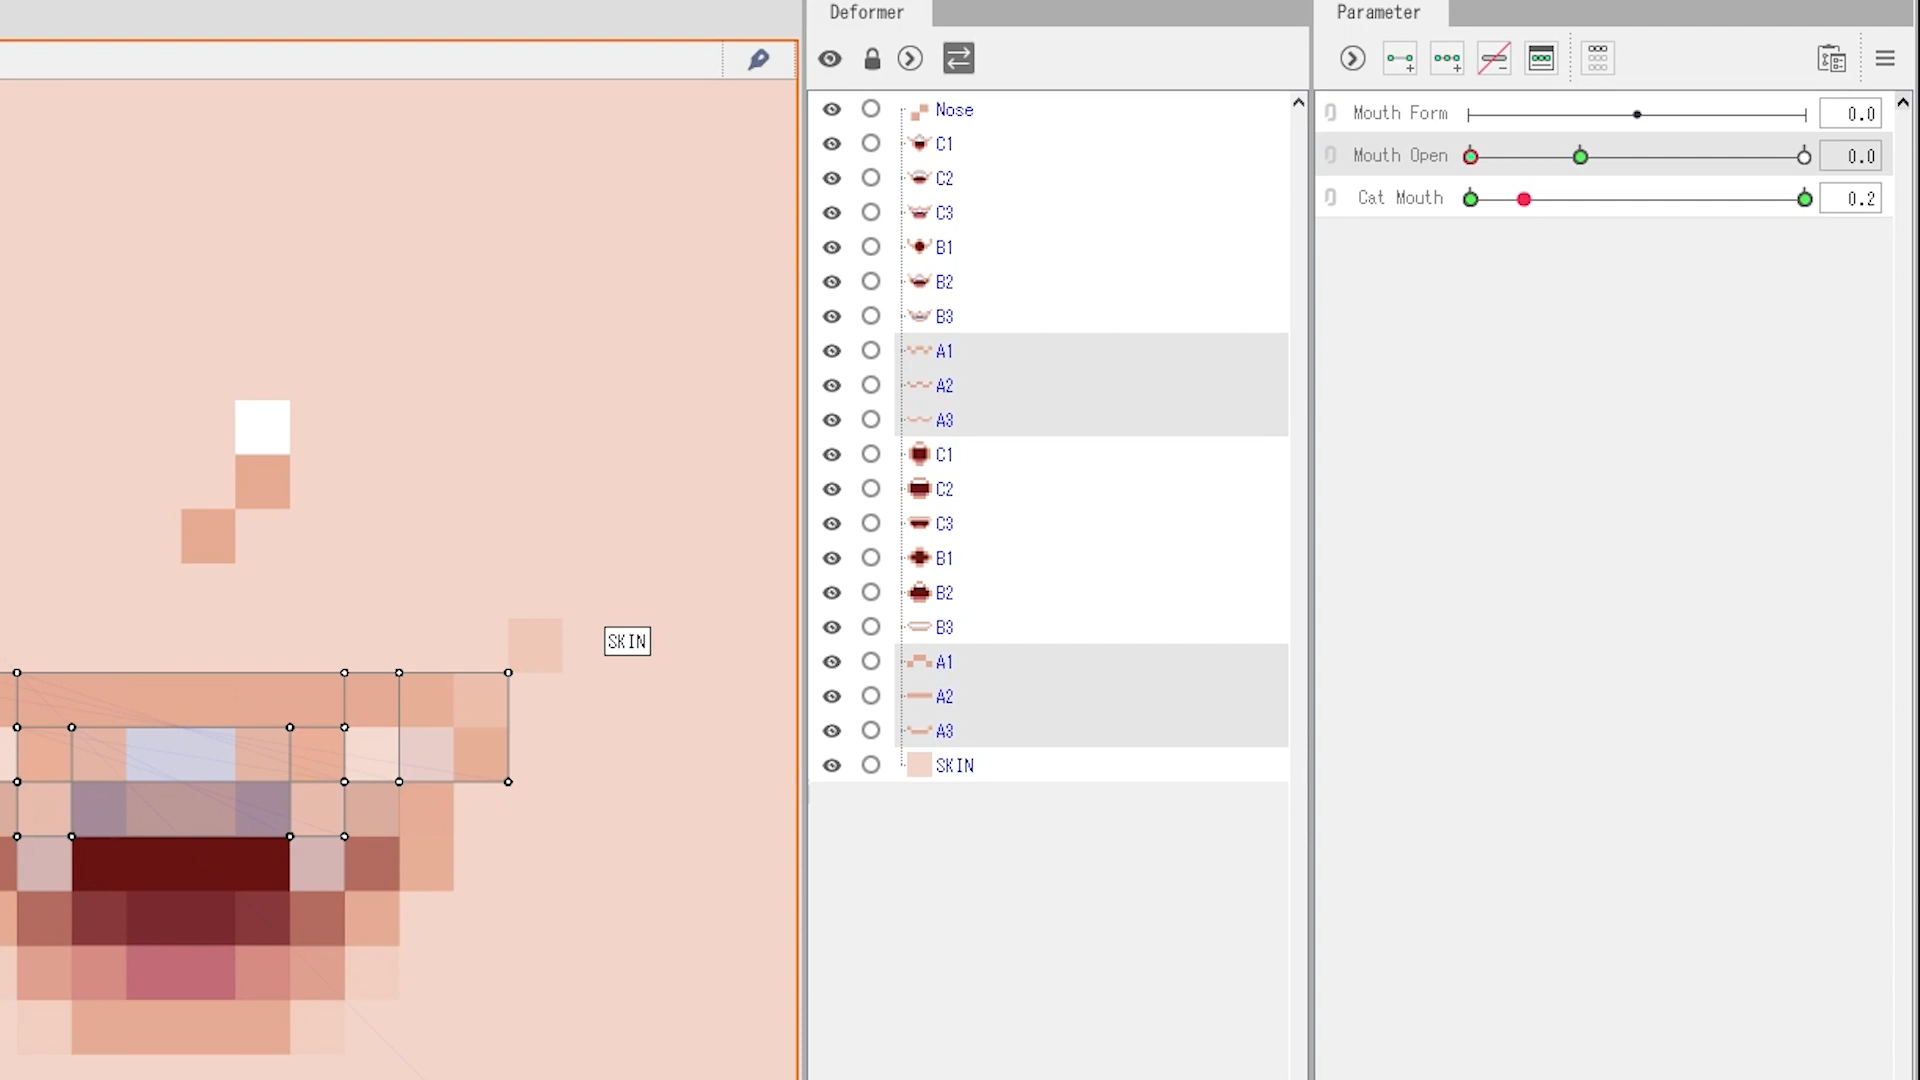 Deformer
Parameter
Nose
C1
C2
C3
B1
B2
B3
A1
A2
A3
C1
C2
C3
B1
B2
B3
A1
A2
A3
SKIN
Mouth Form 0.0
Mouth Open 0.0
Cat Mouth 0.2
SKIN